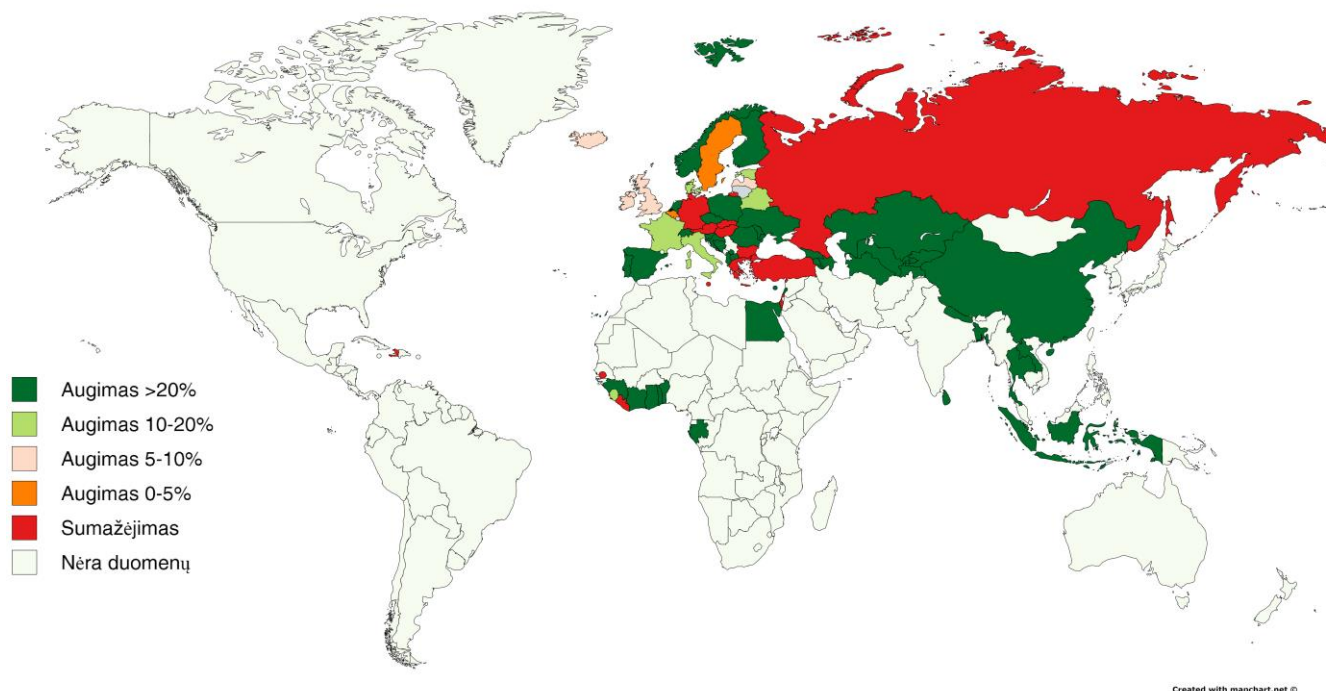 Augimas >20%
Augimas 10-20%
Augimas 5-10%
Augimas 0-5%
Sumažėjimas
Nėra duomenų
Created with mapchart.net ©